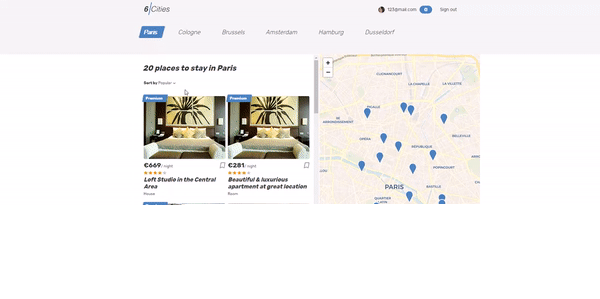 6 Cities
123@mail.com 0 Sign out
Paris Cologne Brussels Amsterdam Hamburg Dusseldorf
20 places to stay in Paris
Sort by Popular
Premium
Premium
€669 / night
Loft Studio in the Central
Area
House
€281 / night
Beautiful & luxurious
apartment at great location
Room
+
−
CLIGNANCOURT
LA CHAPELLE
LA VILLETTE
PIGALLE
OPÉRA
BELLEVILLE
RÉPUBLIQUE
POPINCOURT
PARIS
BASTILLE
QUARTIER
LATIN